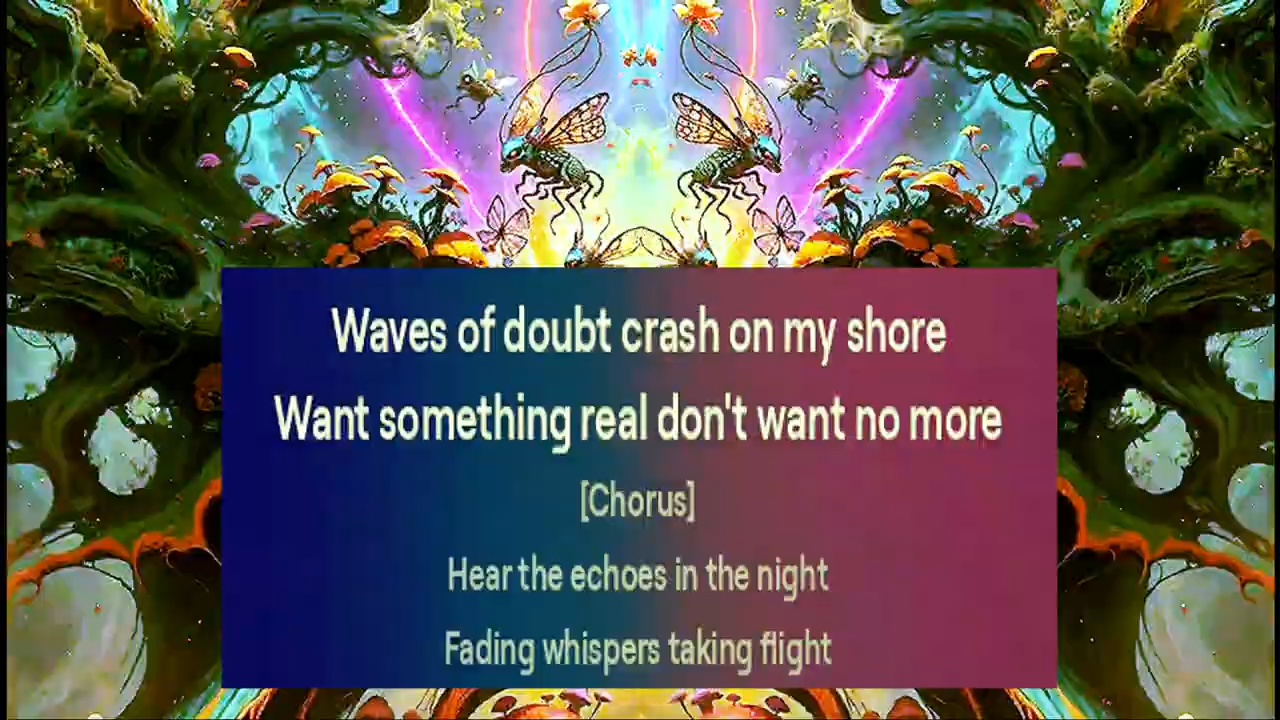 Waves of doubt crash on my shore
Want something real don't want no more
[Chorus]
Hear the echoes in the night
Fading whispers taking flight